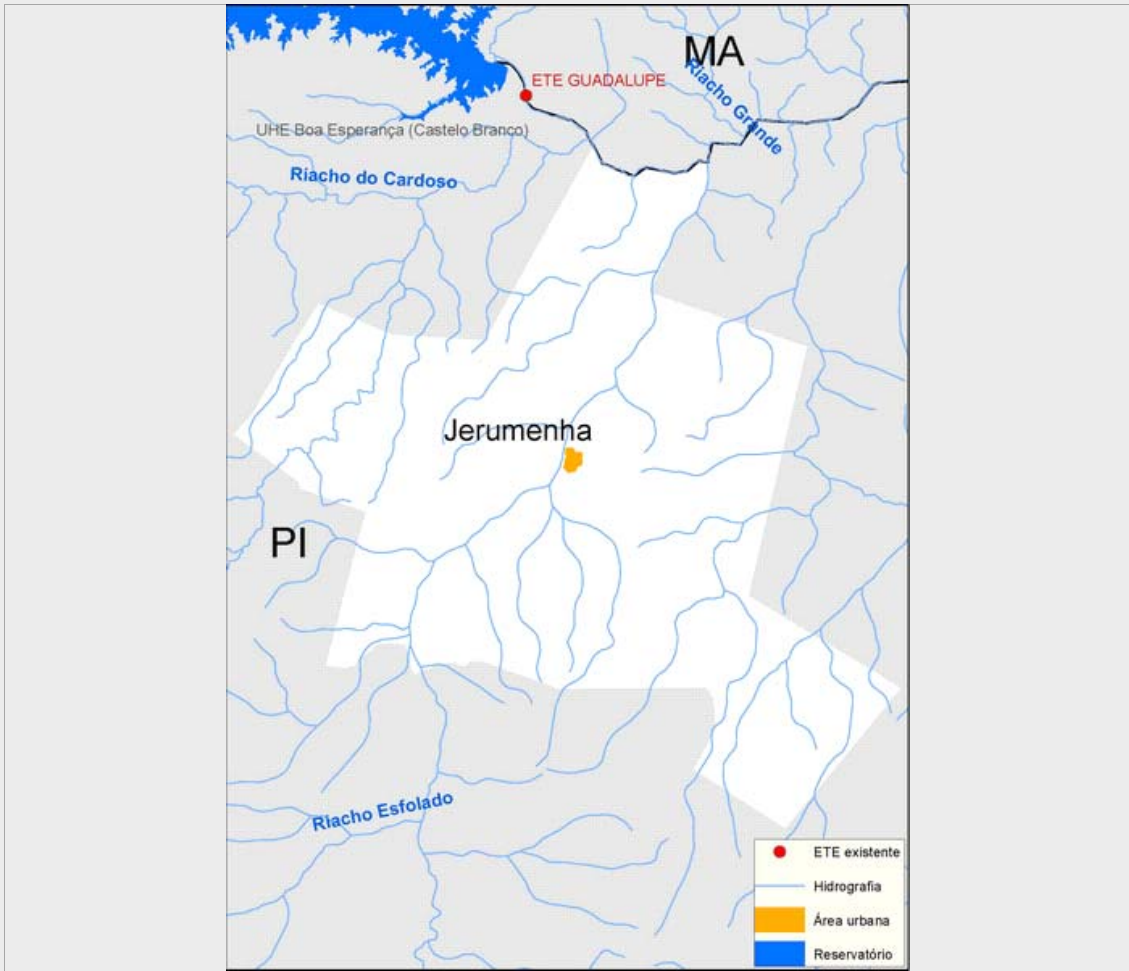 MA
Riacho Grande
ETE GUADALUPE
UHE Boa Esperança (Castelo Branco)
Riacho do Cardoso
Jerumenha
PI
Riacho Esfolado
ETE existente
Hidrografia
Área urbana
Reservatório